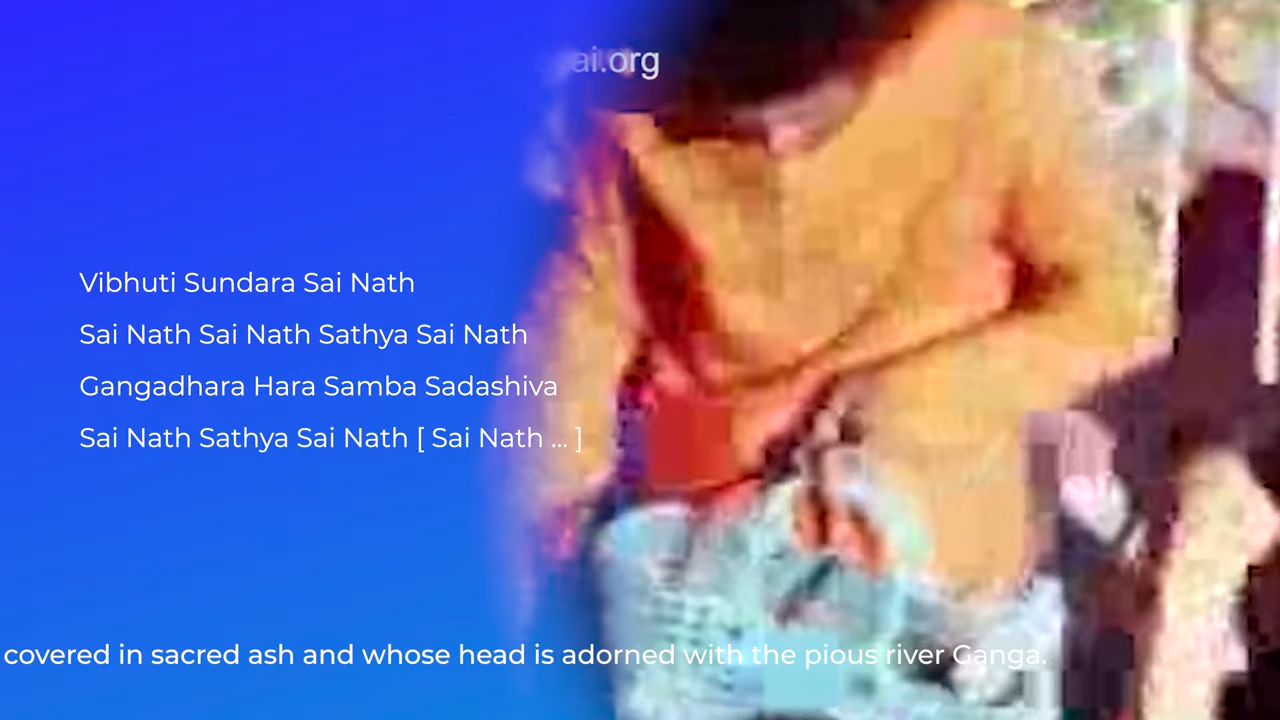 ai.org
Vibhuti Sundara Sai Nath
Sai Nath Sai Nath Sathya Sai Nath
Gangadhara Hara Samba Sadashiva
Sai Nath Sathya Sai Nath [ Sai Nath ... ]
covered in sacred ash and whose head is adorned with the pious river Ganga.